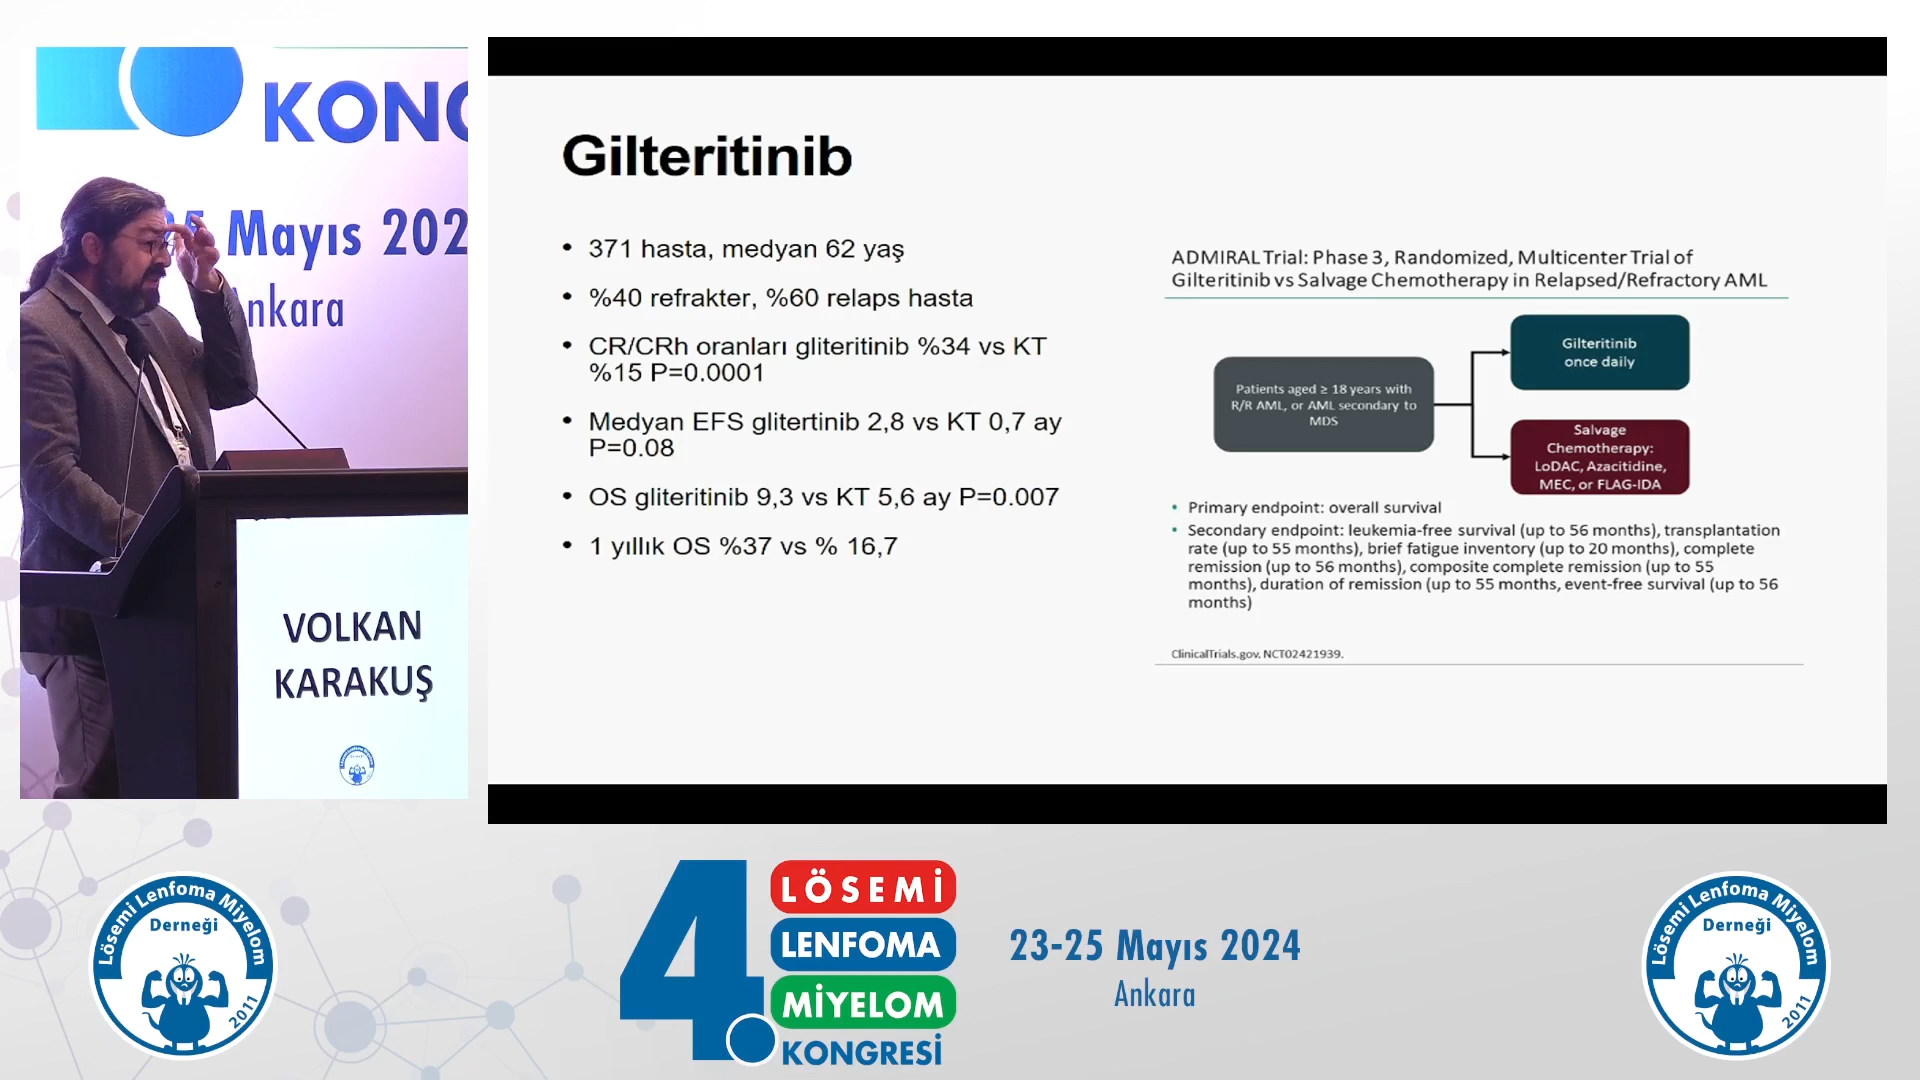 KONG
25 Mayıs 202
Ankara
VOLKAN
KARAKUŞ
Gilteritinib
• 371 hasta, medyan 62 yaş
• %40 refrakter, %60 relaps hasta
• CR/CRh oranları gliteritinib %34 vs KT
%15 P=0.0001
• Medyan EFS glitertinib 2,8 vs KT 0,7 ay
P=0.08
• OS gliteritinib 9,3 vs KT 5,6 ay P=0.007
• 1 yıllık OS %37 vs % 16,7
ADMIRAL Trial: Phase 3, Randomized, Multicenter Trial of
Gilteritinib vs Salvage Chemotherapy in Relapsed/Refractory AML
Patients aged ≥ 18 years with
R/R AML, or AML secondary to
MDS
Gilteritinib
once daily
Salvage
Chemotherapy:
LoDAC, Azacitidine,
MEC, or FLAG-IDA
• Primary endpoint: overall survival
• Secondary endpoint: leukemia-free survival (up to 56 months), transplantation
rate (up to 55 months), brief fatigue inventory (up to 20 months), complete
remission (up to 56 months), composite complete remission (up to 55
months), duration of remission (up to 55 months, event-free survival (up to 56
months)
ClinicalTrials.gov. NCT02421939.
Lösemi Lenfoma Miyelom
Derneği
2011
4.
LÖSEMİ
LENFOMA
MİYELOM
KONGRESİ
23-25 Mayıs 2024
Ankara
Lösemi Lenfoma Miyelom
Derneği
2011